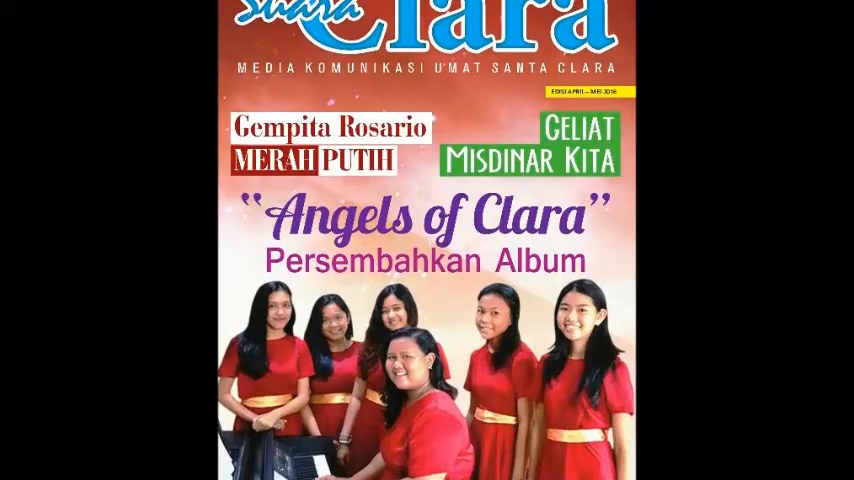 Suara Clara
MEDIA KOMUNIKASI UMAT SANTA CLARA
EDISI APRIL – MEI 2016
Gempita Rosario
MERAH PUTIH
GELIAT
MISDINAR KITA
"Angels of Clara"
Persembahkan Album